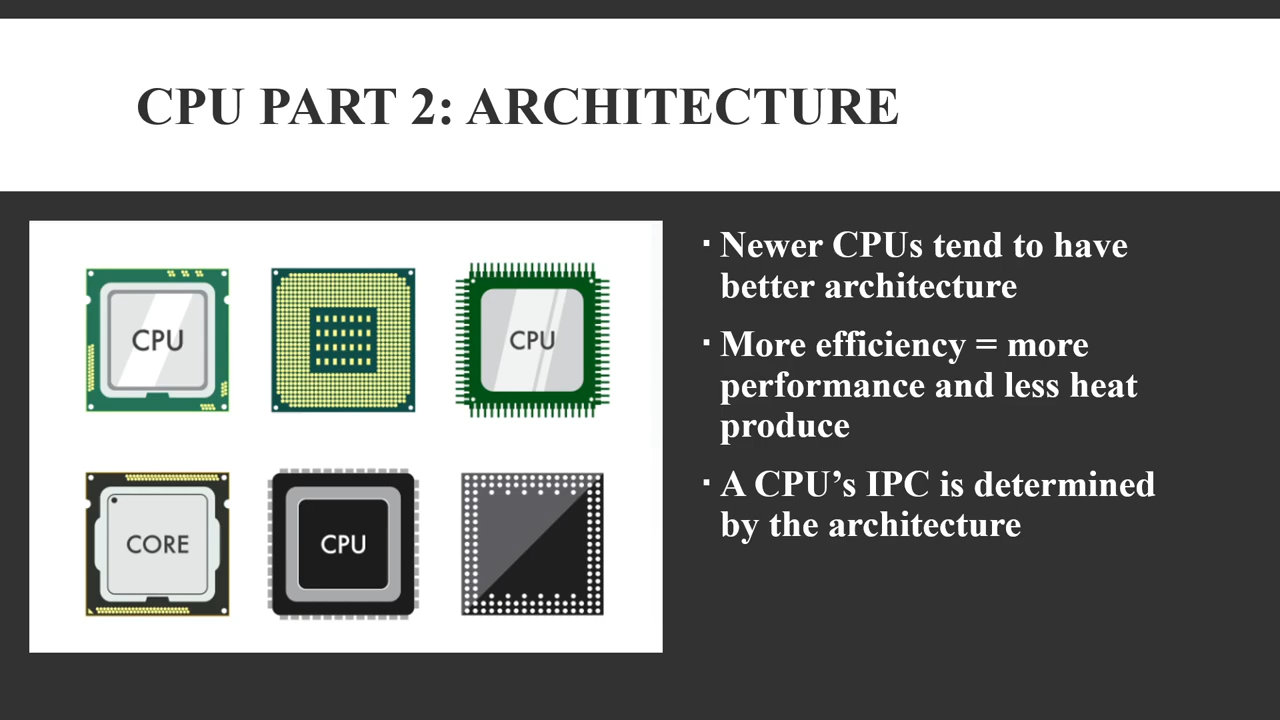 CPU PART 2: ARCHITECTURE
CPU
CPU
CORE
CPU
▪ Newer CPUs tend to have
better architecture
▪ More efficiency = more
performance and less heat
produce
▪ A CPU’s IPC is determined
by the architecture